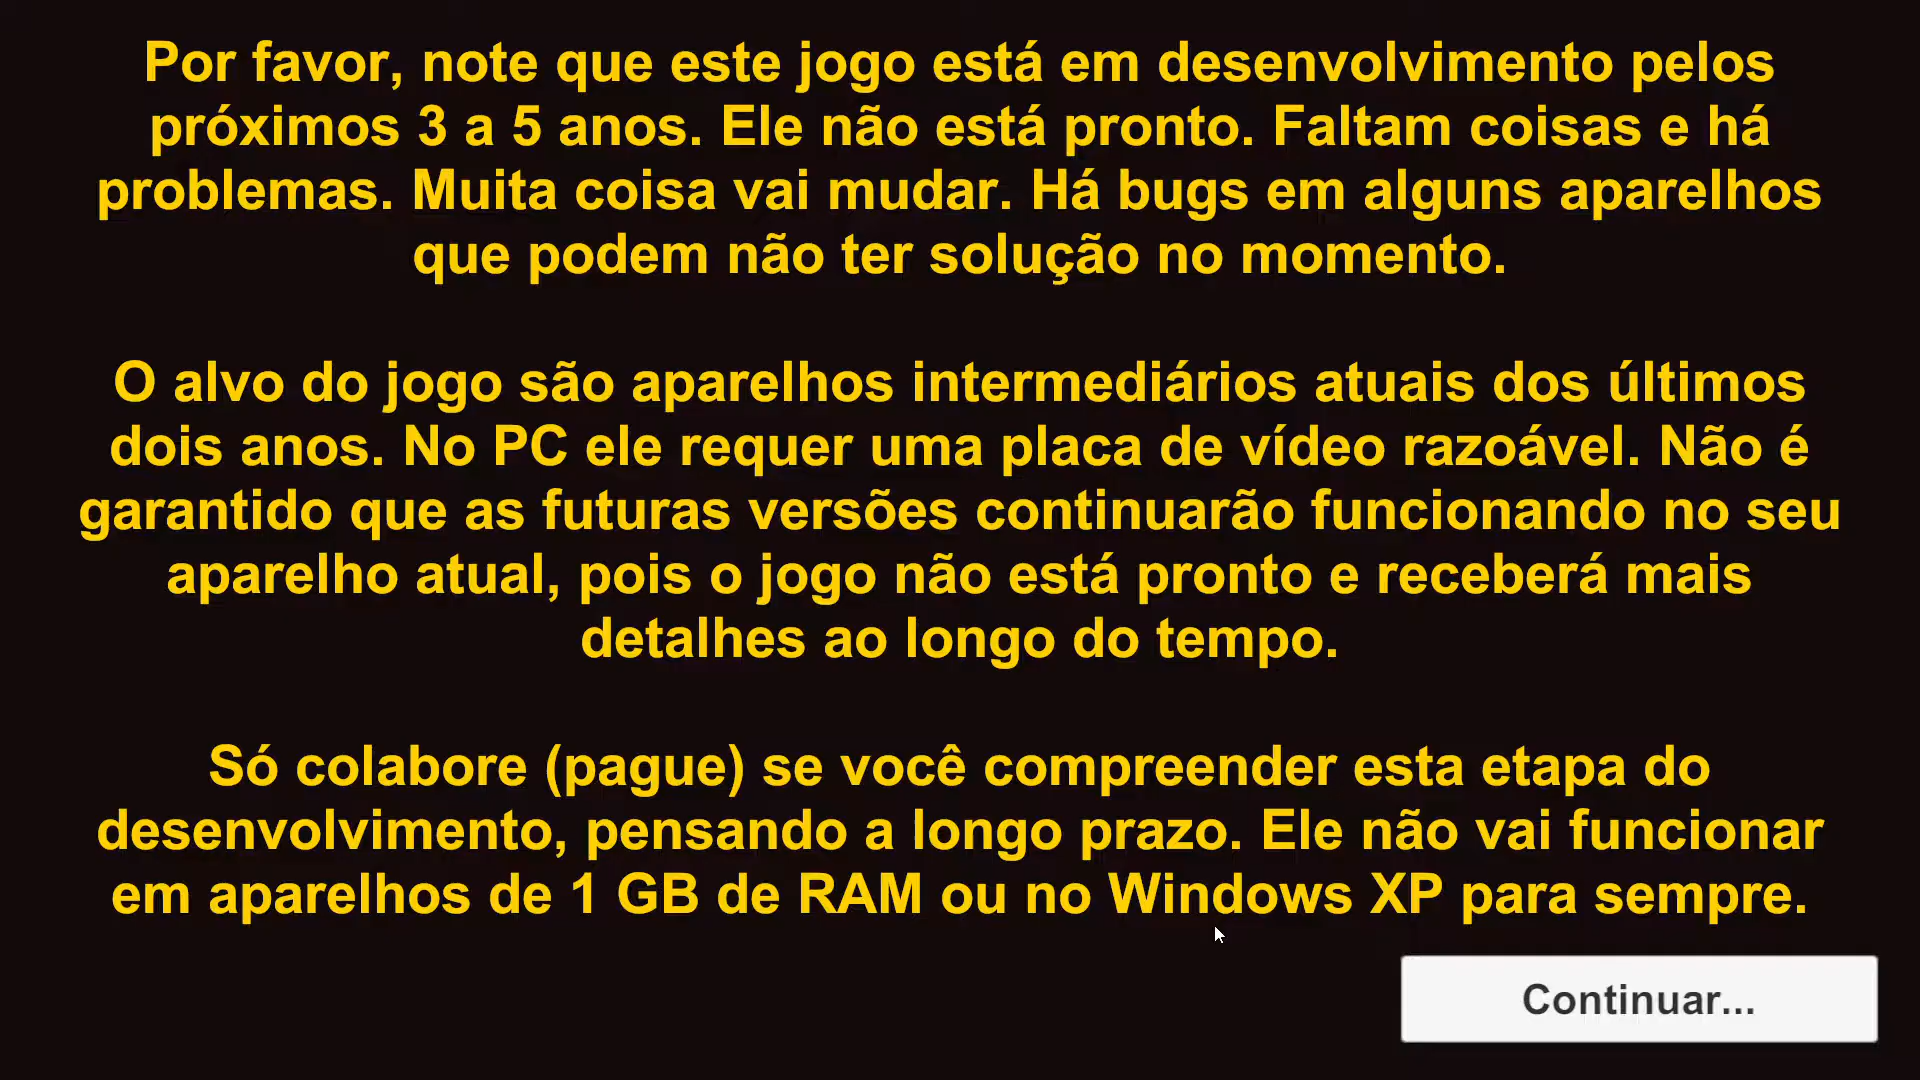 Por favor, note que este jogo está em desenvolvimento pelos
próximos 3 a 5 anos. Ele não está pronto. Faltam coisas e há
problemas. Muita coisa vai mudar. Há bugs em alguns aparelhos
que podem não ter solução no momento.
O alvo do jogo são aparelhos intermediários atuais dos últimos
dois anos. No PC ele requer uma placa de vídeo razoável. Não é
garantido que as futuras versões continuarão funcionando no seu
aparelho atual, pois o jogo não está pronto e receberá mais
detalhes ao longo do tempo.
Só colabore (pague) se você compreender esta etapa do
desenvolvimento, pensando a longo prazo. Ele não vai funcionar
em aparelhos de 1 GB de RAM ou no Windows XP para sempre.
Continuar...